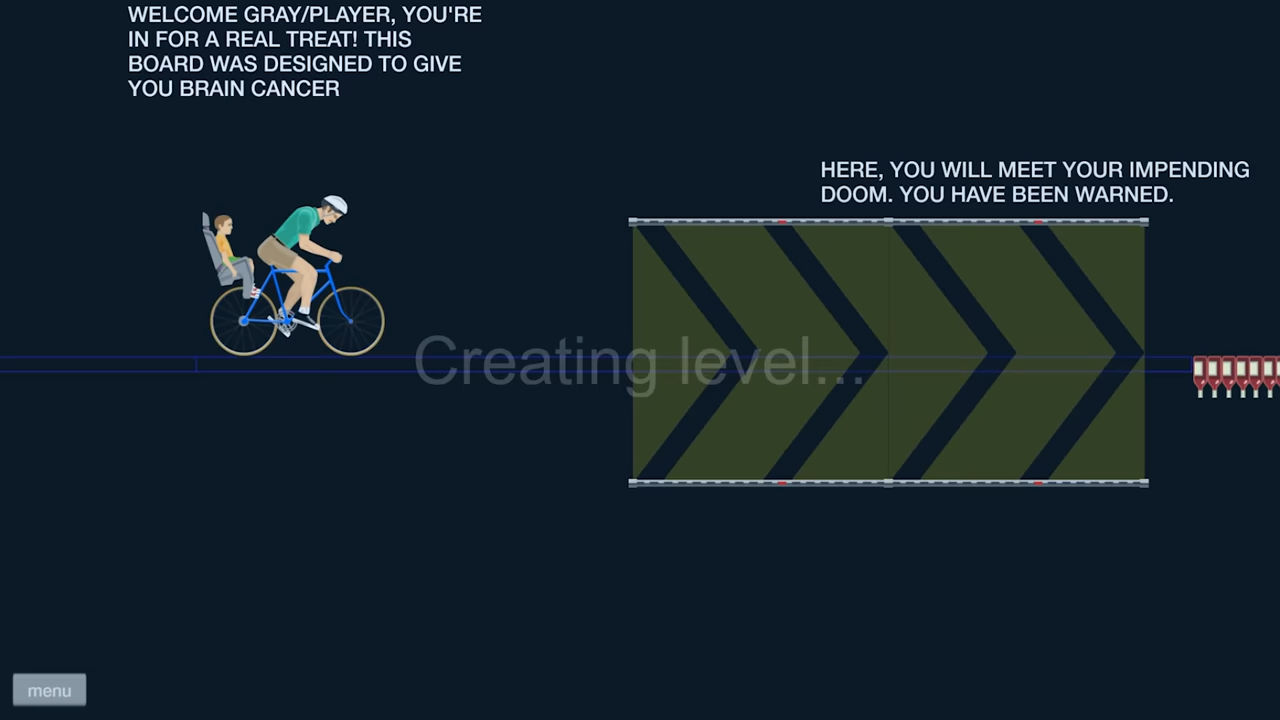 WELCOME GRAY/PLAYER, YOU'RE
IN FOR A REAL TREAT! THIS
BOARD WAS DESIGNED TO GIVE
YOU BRAIN CANCER
HERE, YOU WILL MEET YOUR IMPENDING
DOOM. YOU HAVE BEEN WARNED.
Creating level...
menu